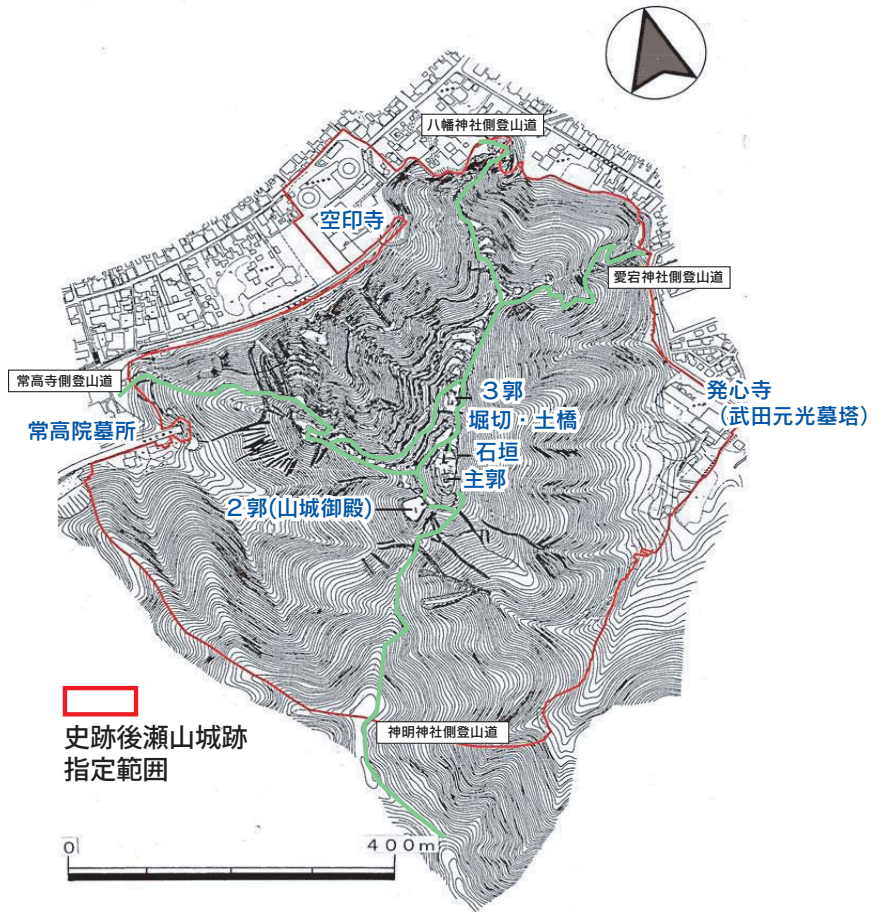 八幡神社側登山道
空印寺
愛宕神社側登山道
常高寺側登山道
3郭
発心寺
(武田元光墓塔)
堀切・土橋
常高院墓所
石垣
主郭
2郭(山城御殿)
神明神社側登山道
史跡後瀬山城跡
指定範囲
0
400m